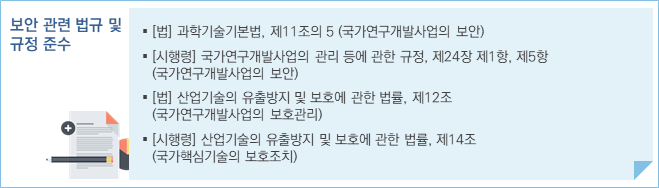 보안 관련 법규 및
규정 준수
▪ [법] 과학기술기본법, 제11조의 5 (국가연구개발사업의 보안)
▪ [시행령] 국가연구개발사업의 관리 등에 관한 규정, 제24장 제1항, 제5항
(국가연구개발사업의 보안)
▪ [법] 산업기술의 유출방지 및 보호에 관한 법률, 제12조
(국가연구개발사업의 보호관리)
▪ [시행령] 산업기술의 유출방지 및 보호에 관한 법률, 제14조
(국가핵심기술의 보호조치)